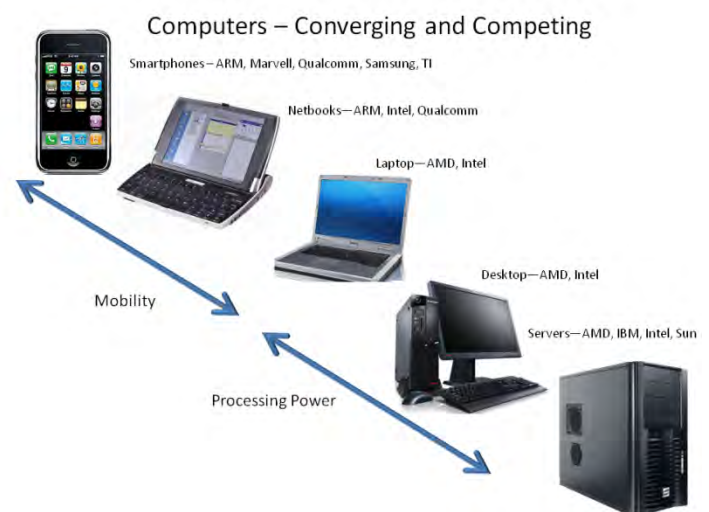 Computers – Converging and Competing
Smartphones—ARM, Marvell, Qualcomm, Samsung, TI
Netbooks—ARM, Intel, Qualcomm
Laptop—AMD, Intel
Desktop—AMD, Intel
Servers—AMD, IBM, Intel, Sun
Mobility
Processing Power